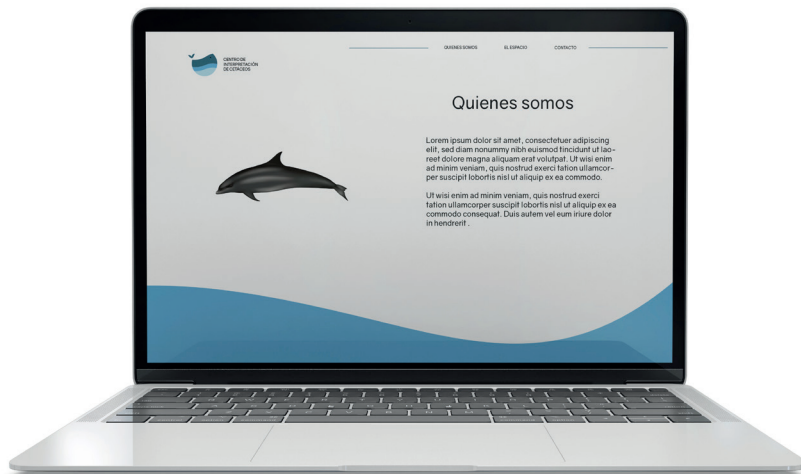 CENTRO DE
INTERPRETACIÓN
DE CETÁCEOS
QUIENES SOMOS
EL ESPACIO
CONTACTO
Quienes somos
Lorem ipsum dolor sit amet, consectetuer adipiscing
elit, sed diam nonummy nibh euismod tincidunt ut lao-
reet dolore magna aliquam erat volutpat. Ut wisi enim
ad minim veniam, quis nostrud exerci tation ullamcor-
per suscipit lobortis nisl ut aliquip ex ea commodo.
Ut wisi enim ad minim veniam, quis nostrud exerci
tation ullamcorper suscipit lobortis nisl ut aliquip ex ea
commodo consequat. Duis autem vel eum iriure dolor
in hendrerit .